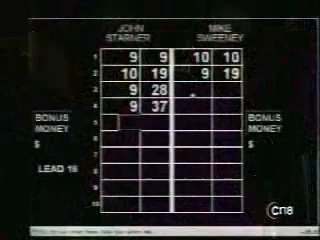 JOHN STARNER
MIKE SWEENEY
1 9 9 10 10
2 10 19 9 19
3 9 28
4 9 37
5
6
7
8
9
10
BONUS MONEY
$
BONUS MONEY
$
LEAD 18
Cn8